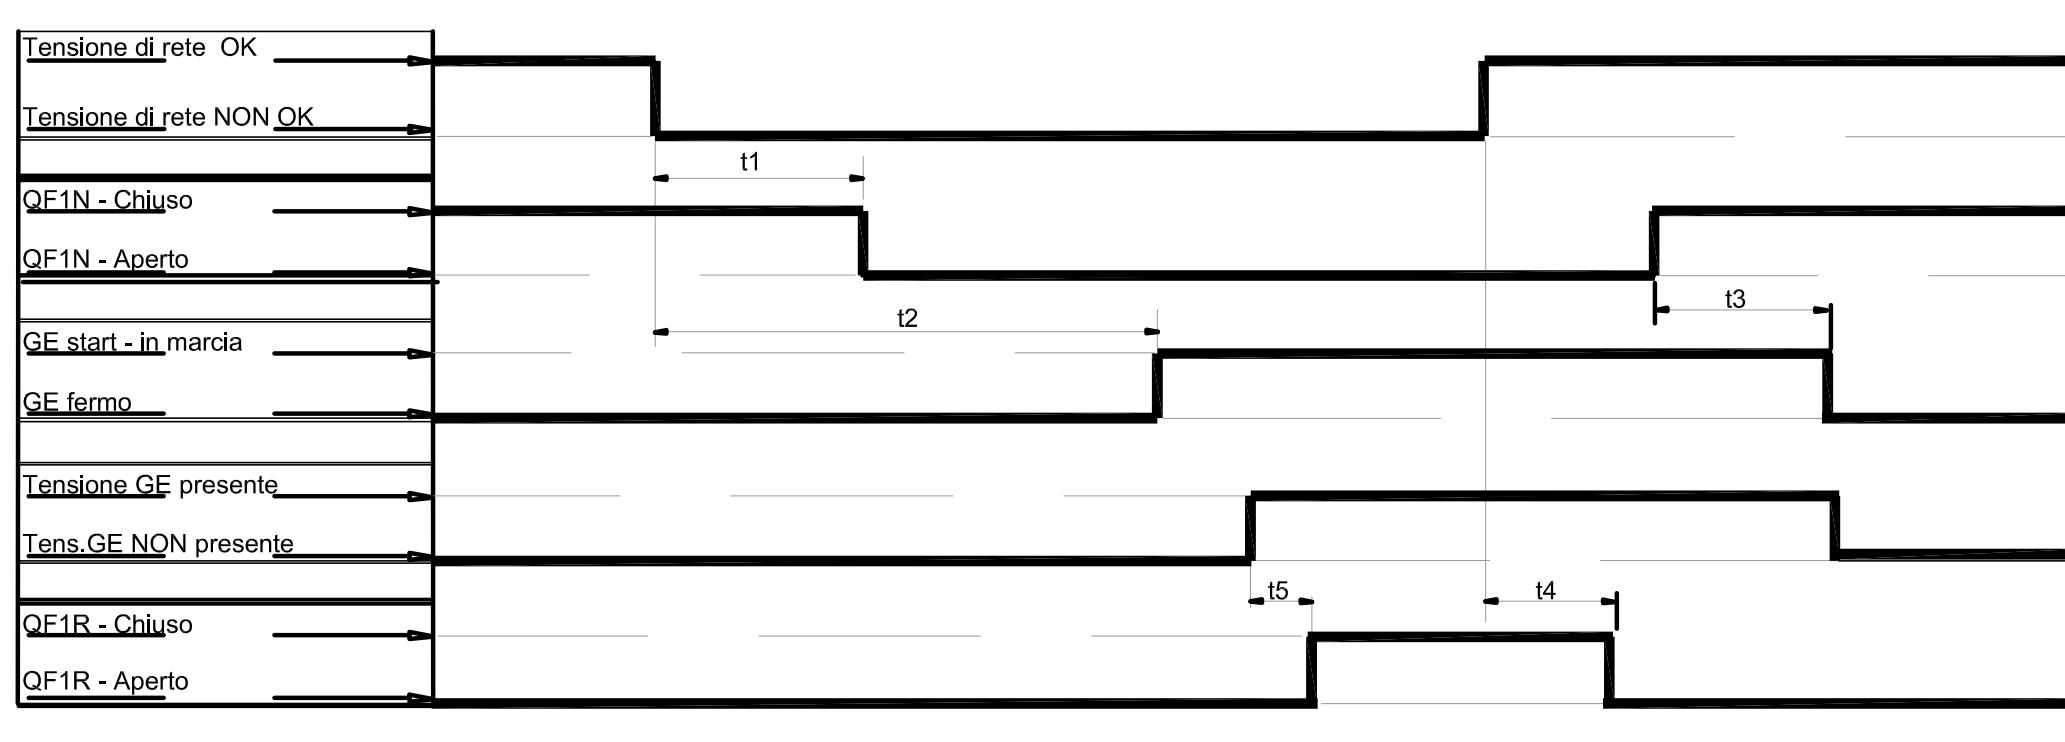 Tensione di rete OK
Tensione di rete NON OK
t1
QF1N - Chiuso
QF1N - Aperto
t3
t2
GE start - in marcia
GE fermo
Tensione GE presente
Tens.GE NON presente
t5
t4
QF1R - Chiuso
QF1R - Aperto